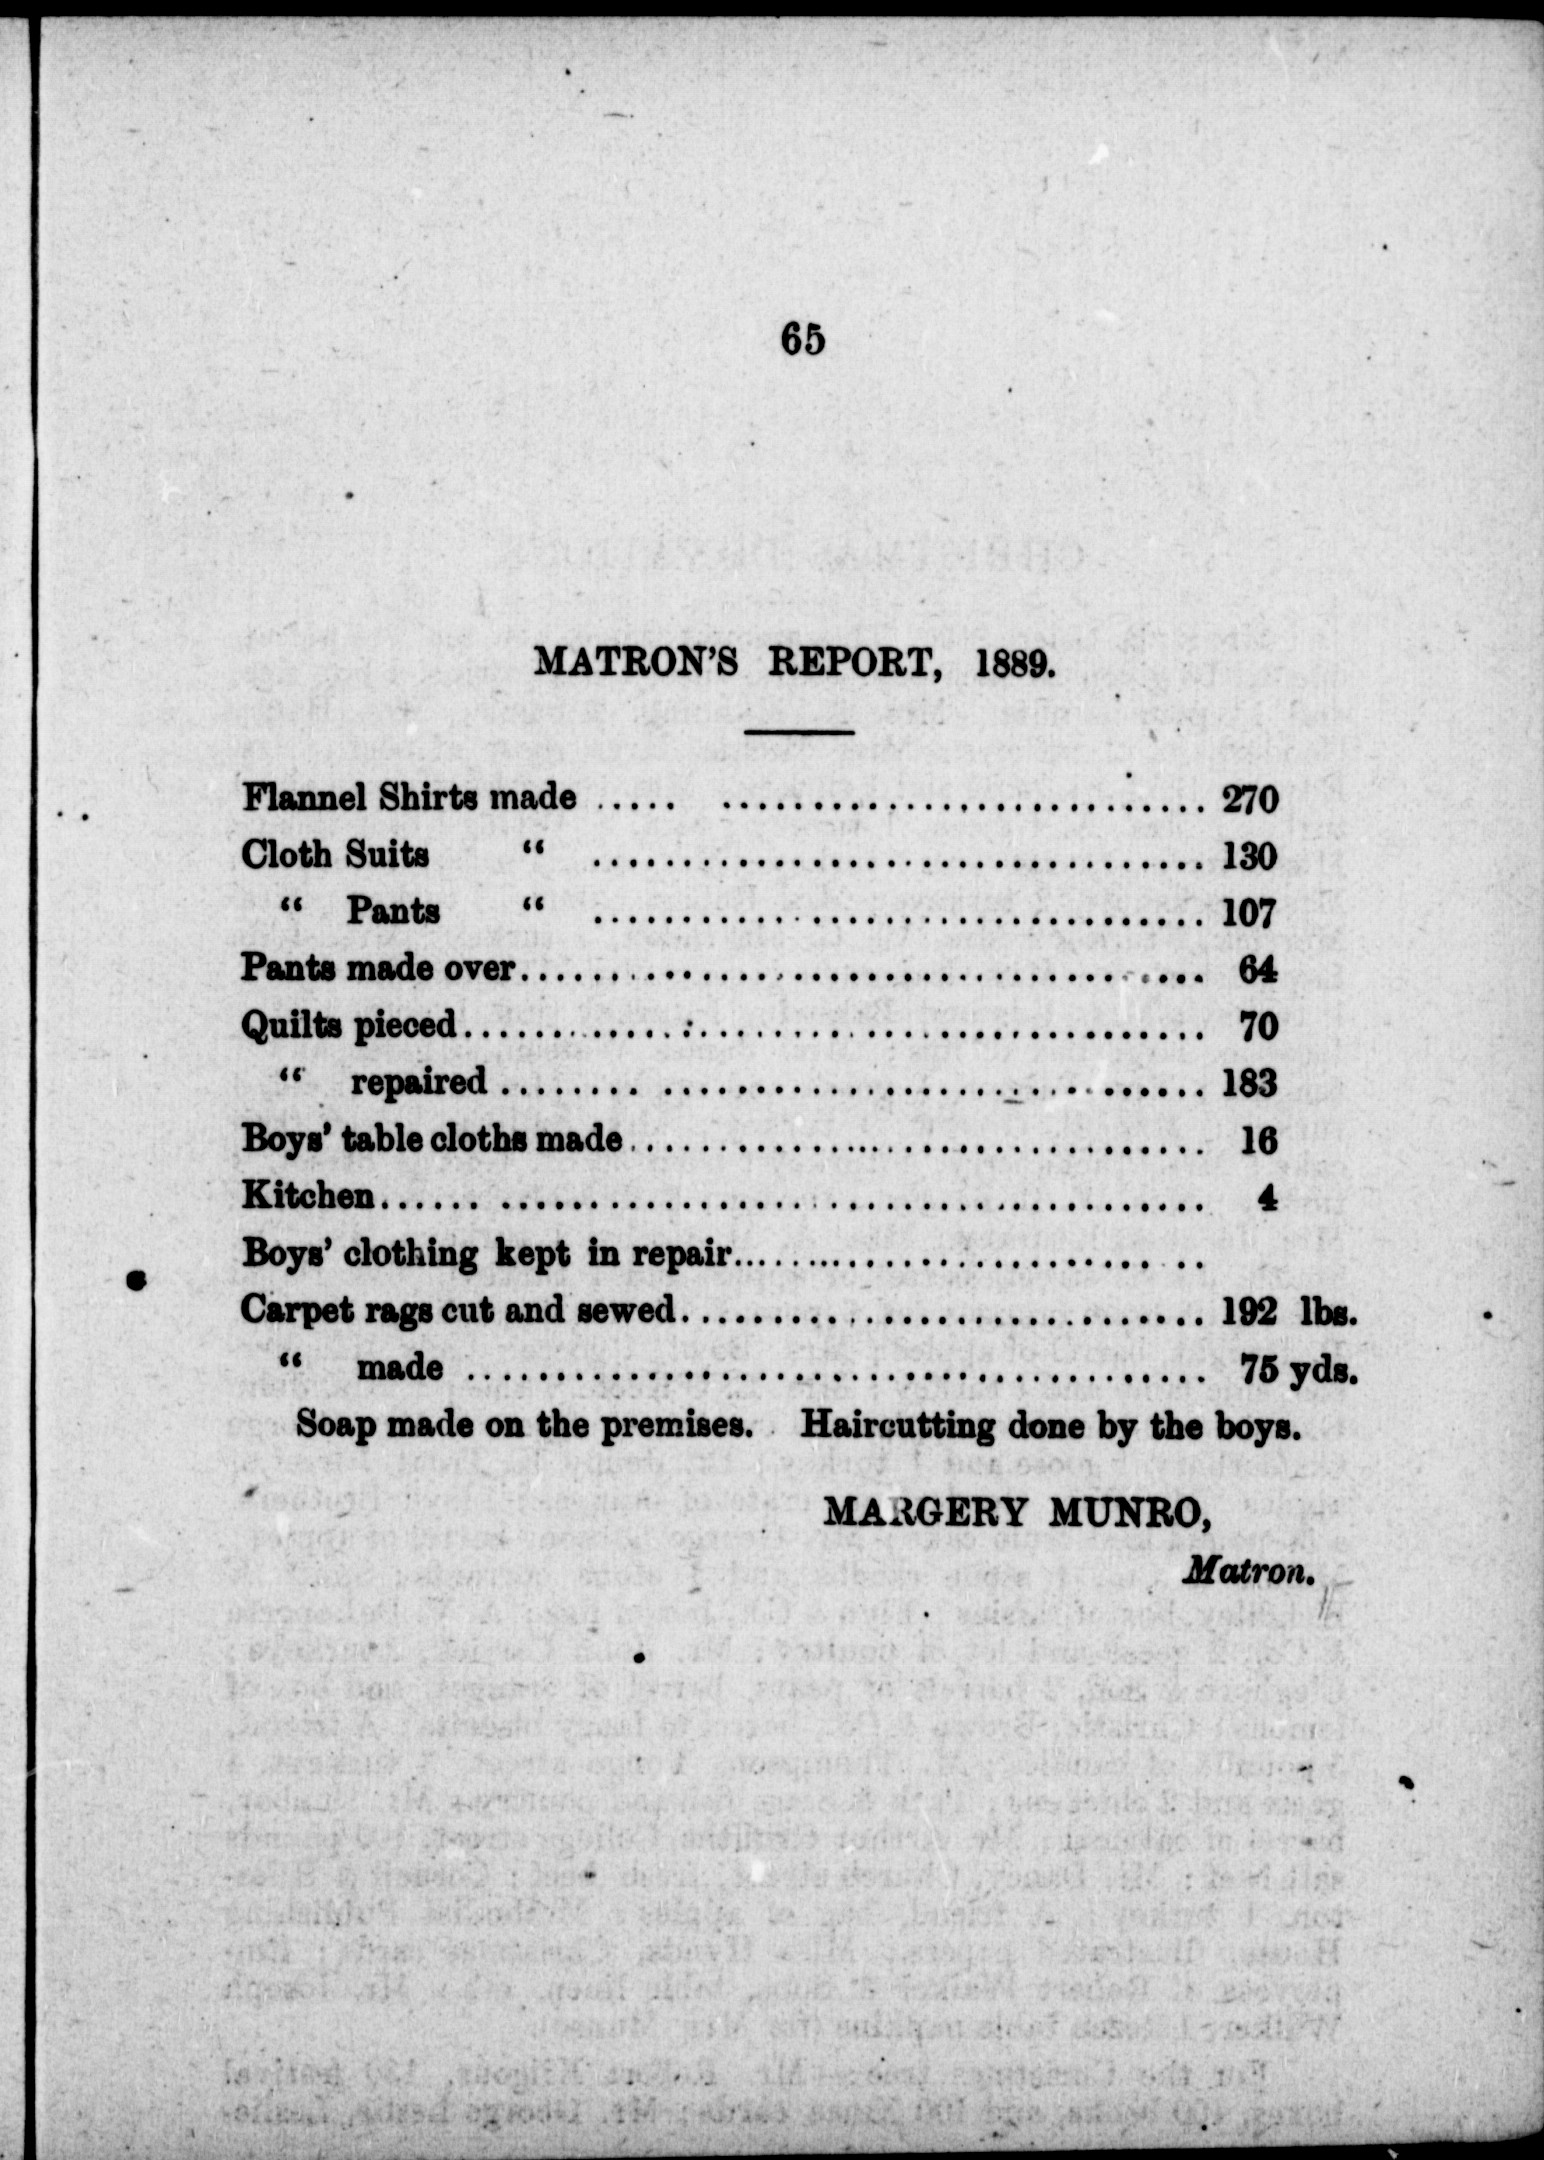 65
MATRON'S REPORT, 1889.
Flannel Shirts made ..... ............................ 270
Cloth Suits " ................................... 130
" Pants " ................................... 107
Pants made over....................................... 64
Quilts pieced.......................................... 70
" repaired ........ ............................... 183
Boys' table cloths made................................. 16
Kitchen...... ........................................ 4
Boys' clothing kept in repair...........................
Carpet rags cut and sewed.............................. 192 lbs.
" made .......................................... 75 yds.
Soap made on the premises. Haircutting done by the boys.
MARGERY MUNRO,
Matron.